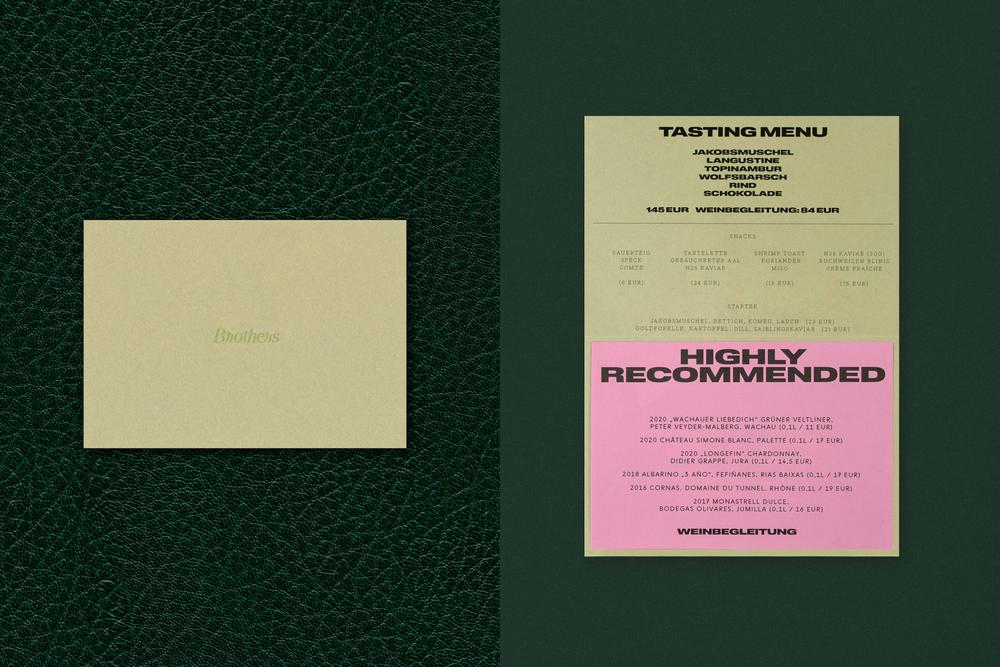 Brothers
TASTING MENU
JAKOBSMUSCHEL
LANGUSTINE
TOPINAMBUR
WOLFSBARSCH
RIND
SCHOKOLADE
145 EUR WEINBEGLEITUNG: 84 EUR
SNACKS
SAUERTEIG
SPECK
COMTE
(6 EUR)
TARTELETTE
GERÄUCHERTER AAL
N25 KAVIAR
(24 EUR)
SHRIMP TOAST
KORIANDER
MISO
(18 EUR)
N25 KAVIAR (30G)
BUCHWEIZEN BLINIS
CRÈME FRAÎCHE
(75 EUR)
STARTER
JAKOBSMUSCHEL, RETTICH, KOMBU, LAUCH (23 EUR)
GOLDFORELLE, KARTOFFEL, DILL, SAIBLINGSKAVIAR (21 EUR)
HIGHLY
RECOMMENDED
2020 „WACHAUER LIEBEDICH“ GRÜNER VELTLINER,
PETER VEYDER-MALBERG, WACHAU (0,1L / 11 EUR)
2020 CHÂTEAU SIMONE BLANC, PALETTE (0,1L / 17 EUR)
2020 „LONGEFIN“ CHARDONNAY,
DIDIER GRAPPE, JURA (0,1L / 14,5 EUR)
2018 ALBARINO „3 AÑO“, FEFIÑANES, RIAS BAIXAS (0,1L / 17 EUR)
2016 CORNAS, DOMAINE DU TUNNEL, RHÔNE (0,1L / 19 EUR)
2017 MONASTRELL DULCE,
BODEGAS OLIVARES, JUMILLA (0,1L / 16 EUR)
WEINBEGLEITUNG